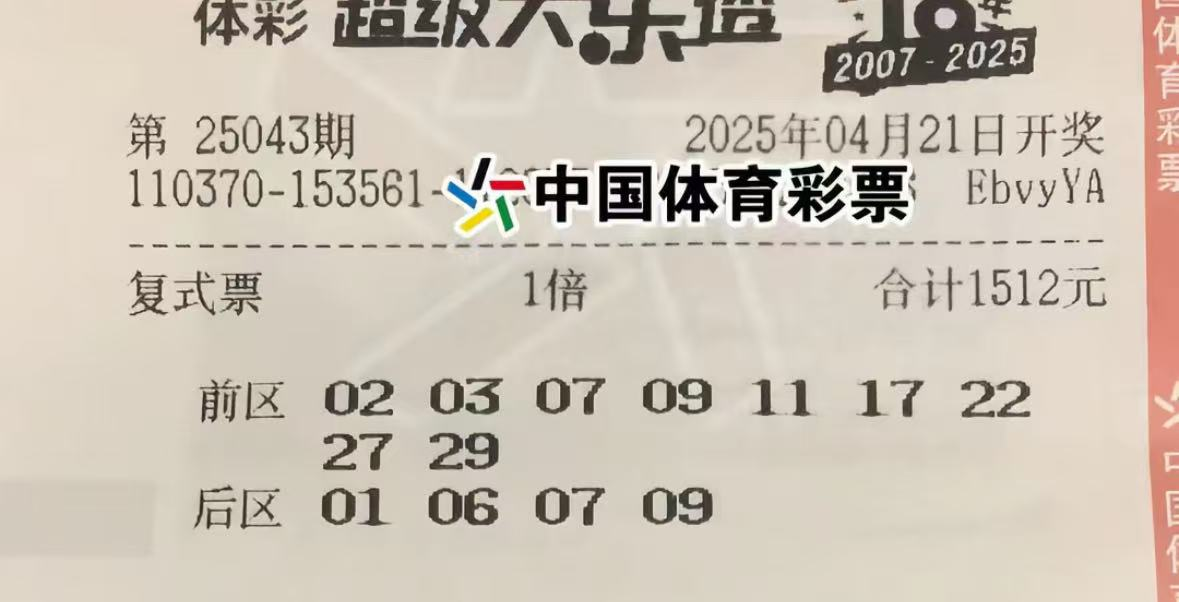 体彩 超级大乐透 18年
2007-2025
第 25043期 2025年04月21日开奖
110370-153561- EbvyYA
中国体育彩票
复式票 1倍 合计1512元
前区 02 03 07 09 11 17 22
27 29
后区 01 06 07 09
国体育彩票
中国体